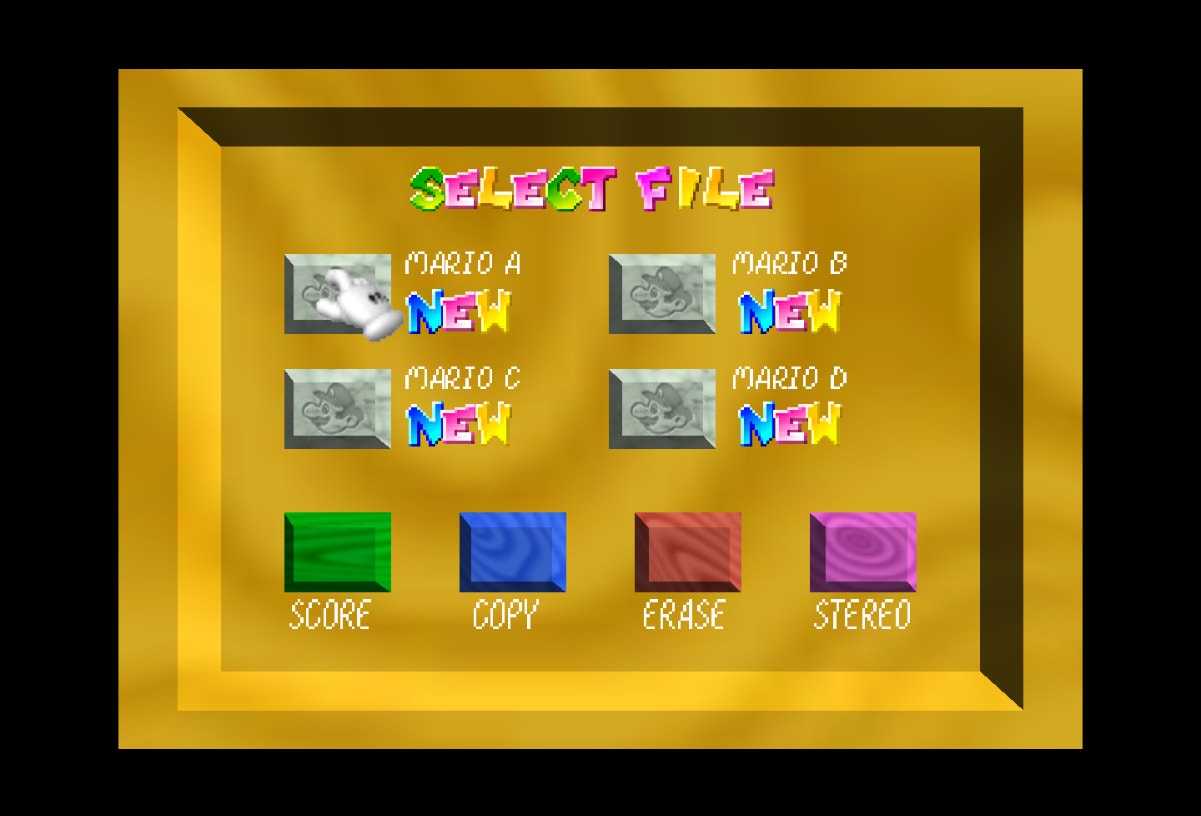 SELECT FILE
MARIO A
NEW
MARIO B
NEW
MARIO C
NEW
MARIO D
NEW
SCORE
COPY
ERASE
STEREO